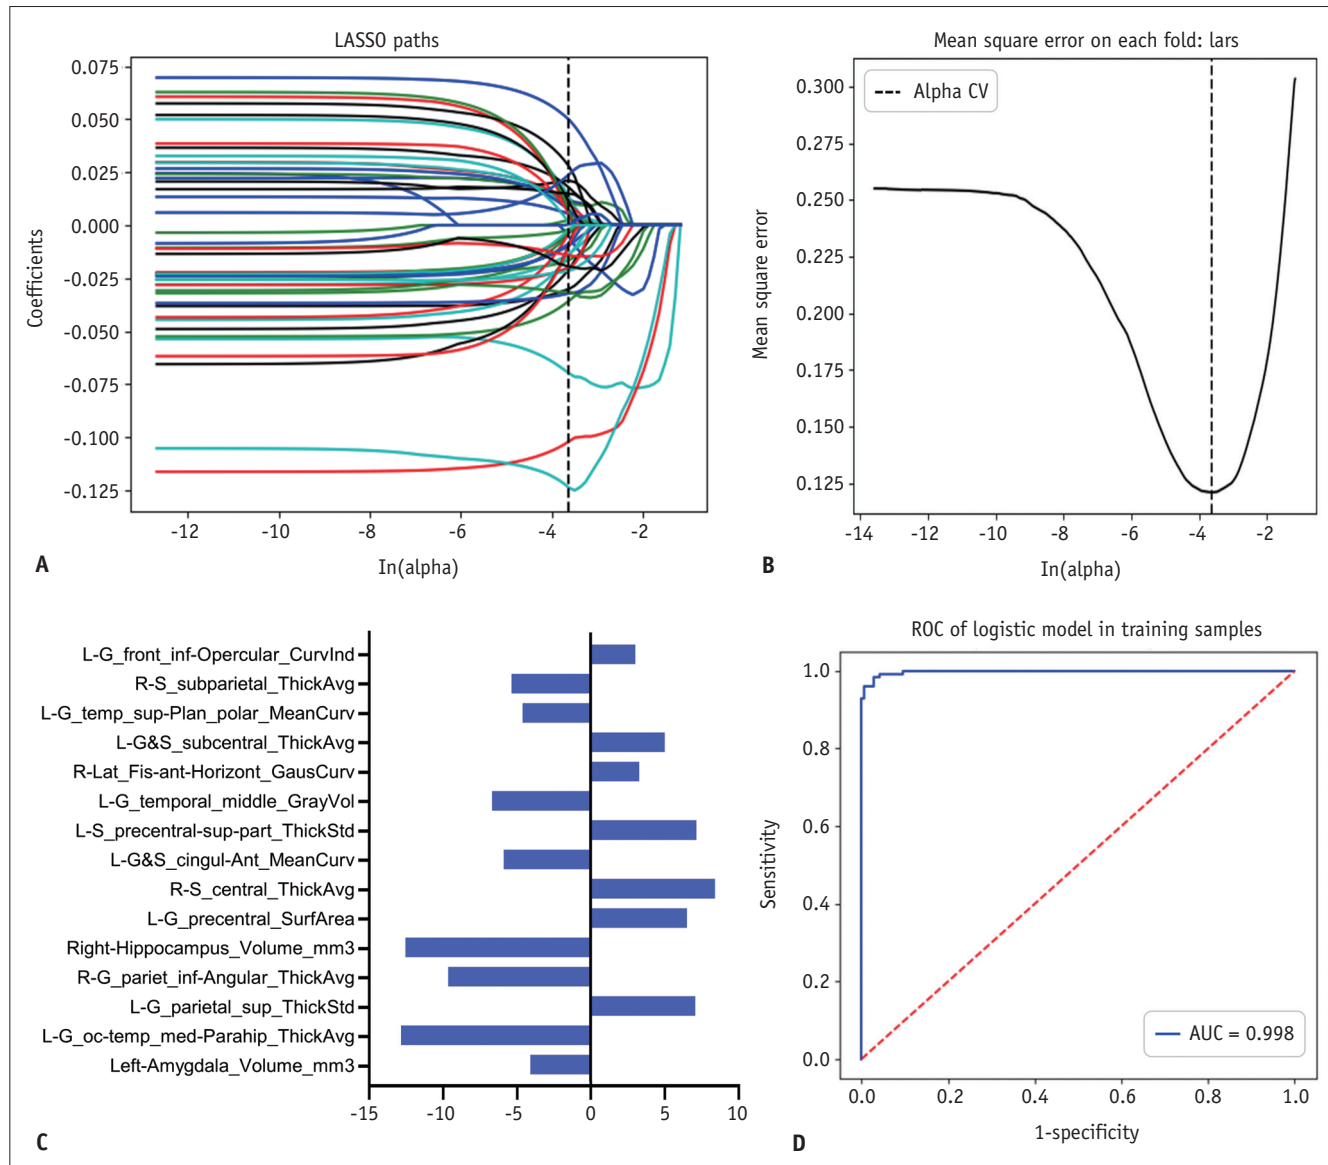 LASSO paths
0.075
0.050
0.025
0.000
-0.025
-0.050
-0.075
-0.100
-0.125
Coefficients
-12
-10
-8
-6
-4
-2
In(alpha)
A
Mean square error on each fold: lars
Alpha CV
0.300
0.275
0.250
0.225
0.200
0.175
0.150
0.125
Mean square error
-14
-12
-10
-8
-6
-4
-2
In(alpha)
B
L-G_front_inf-Opercular_CurvInd
R-S_subparietal_ThickAvg
L-G_temp_sup-Plan_polar_MeanCurv
L-G&S_subcentral_ThickAvg
R-Lat_Fis-ant-Horizont_GausCurv
L-G_temporal_middle_GrayVol
L-S_precentral-sup-part_ThickStd
L-G&S_cingul-Ant_MeanCurv
R-S_central_ThickAvg
L-G_precentral_SurfArea
Right-Hippocampus_Volume_mm3
R-G_pariet_inf-Angular_ThickAvg
L-G_parietal_sup_ThickStd
L-G_oc-temp_med-Parahip_ThickAvg
Left-Amygdala_Volume_mm3
-15
-10
-5
0
5
10
C
ROC of logistic model in training samples
1.0
0.8
0.6
0.4
0.2
0.0
Sensitivity
AUC = 0.998
0.0
0.2
0.4
0.6
0.8
1.0
1-specificity
D